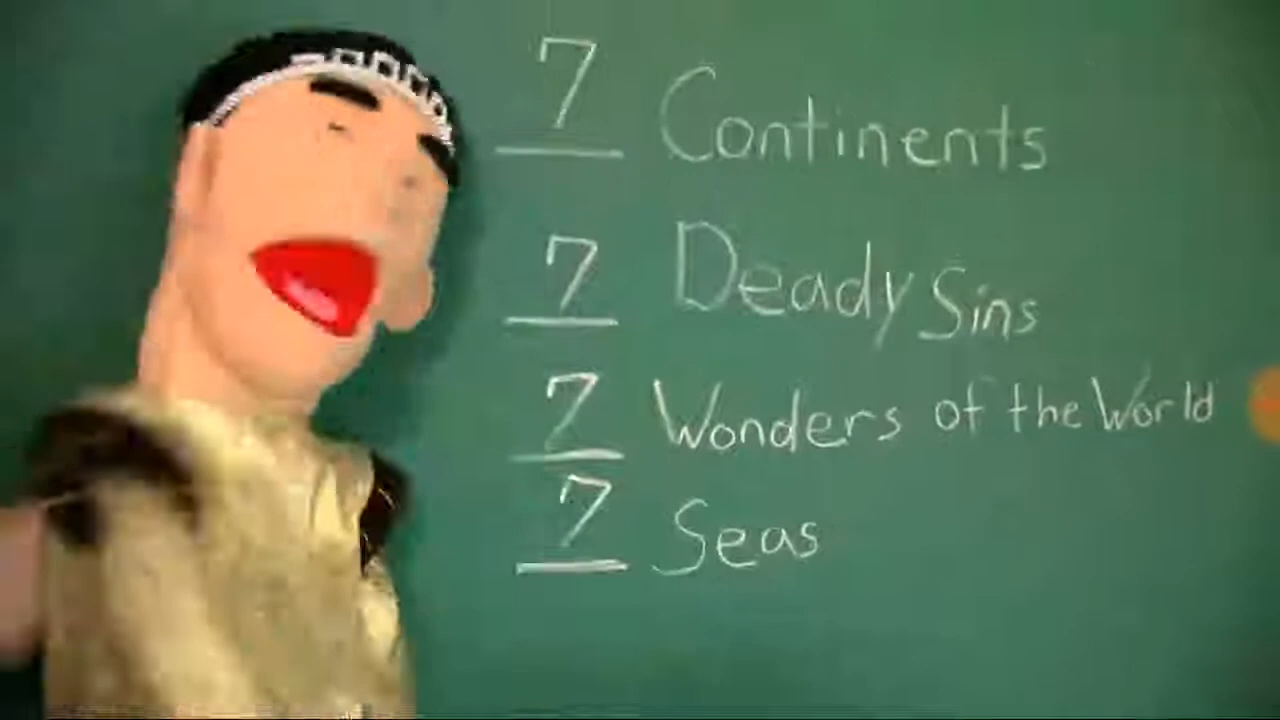 7 Continents
7 Deady Sins
7 Wonders of the World
7 Seas